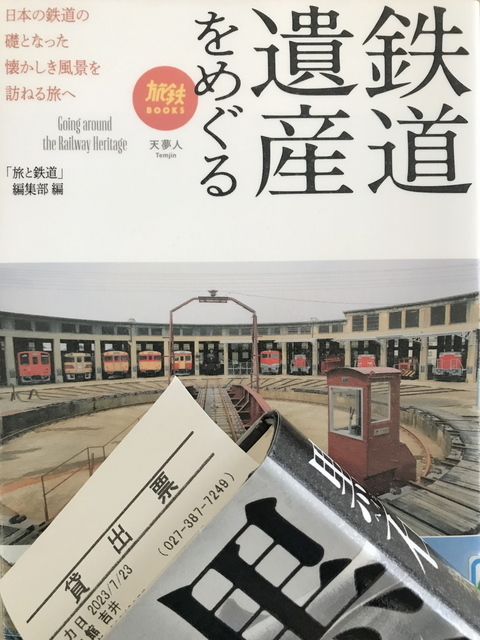 鉄道
遺産
をめぐる
日本の鉄道の
礎となった
懐かしき風景を
訪ねる旅へ
Going around
the Railway Heritage
旅鉄
BOOKS
天夢人
Temjin
「旅と鉄道」
編集部 編
貸出票
(027-387-7249)
2023/7/23
吉井